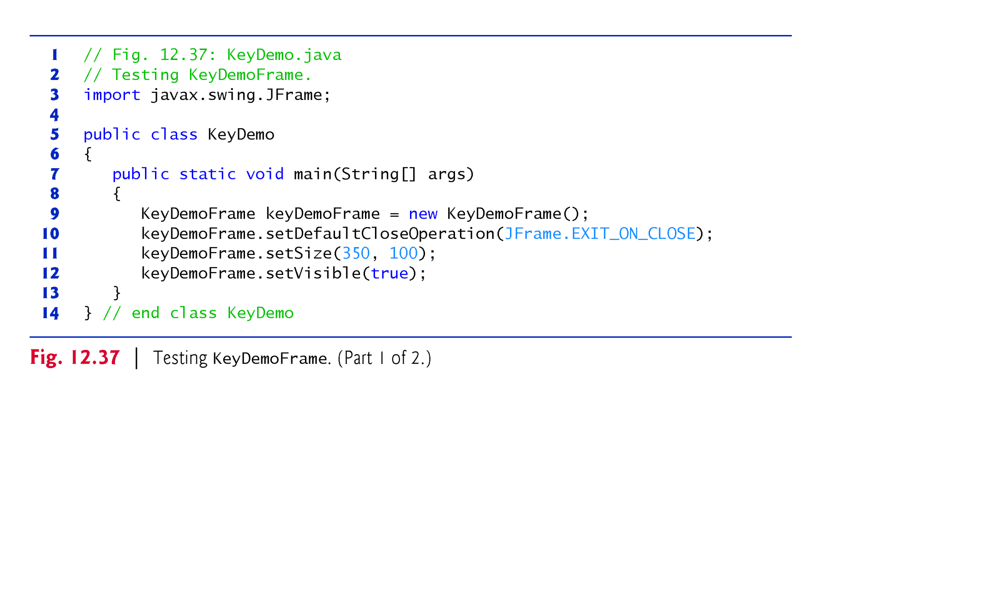 1 // Fig. 12.37: KeyDemo.java
2 // Testing KeyDemoFrame.
3 import javax.swing.JFrame;
4
5 public class KeyDemo
6 {
7    public static void main(String[] args)
8    {
9       KeyDemoFrame keyDemoFrame = new KeyDemoFrame();
10       keyDemoFrame.setDefaultCloseOperation(JFrame.EXIT_ON_CLOSE);
11       keyDemoFrame.setSize(350, 100);
12       keyDemoFrame.setVisible(true);
13    }
14 } // end class KeyDemo
Fig. 12.37 | Testing KeyDemoFrame. (Part 1 of 2.)